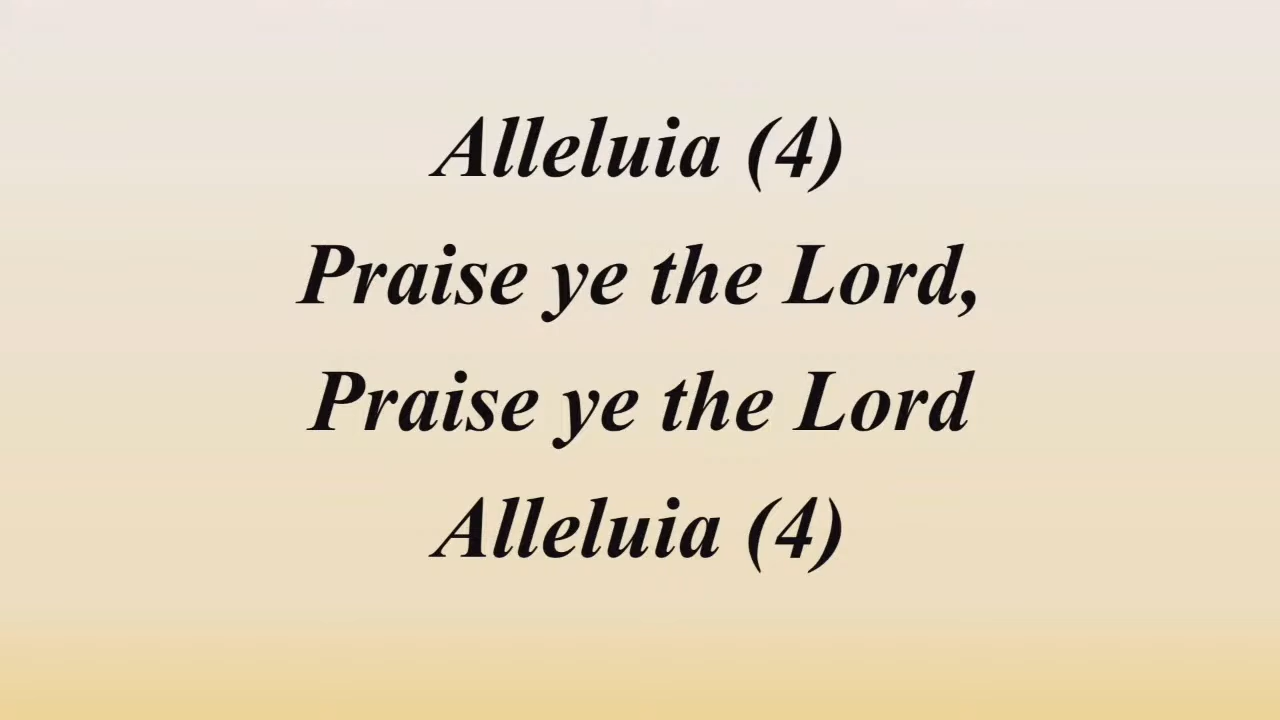 Alleluia (4)
Praise ye the Lord,
Praise ye the Lord
Alleluia (4)